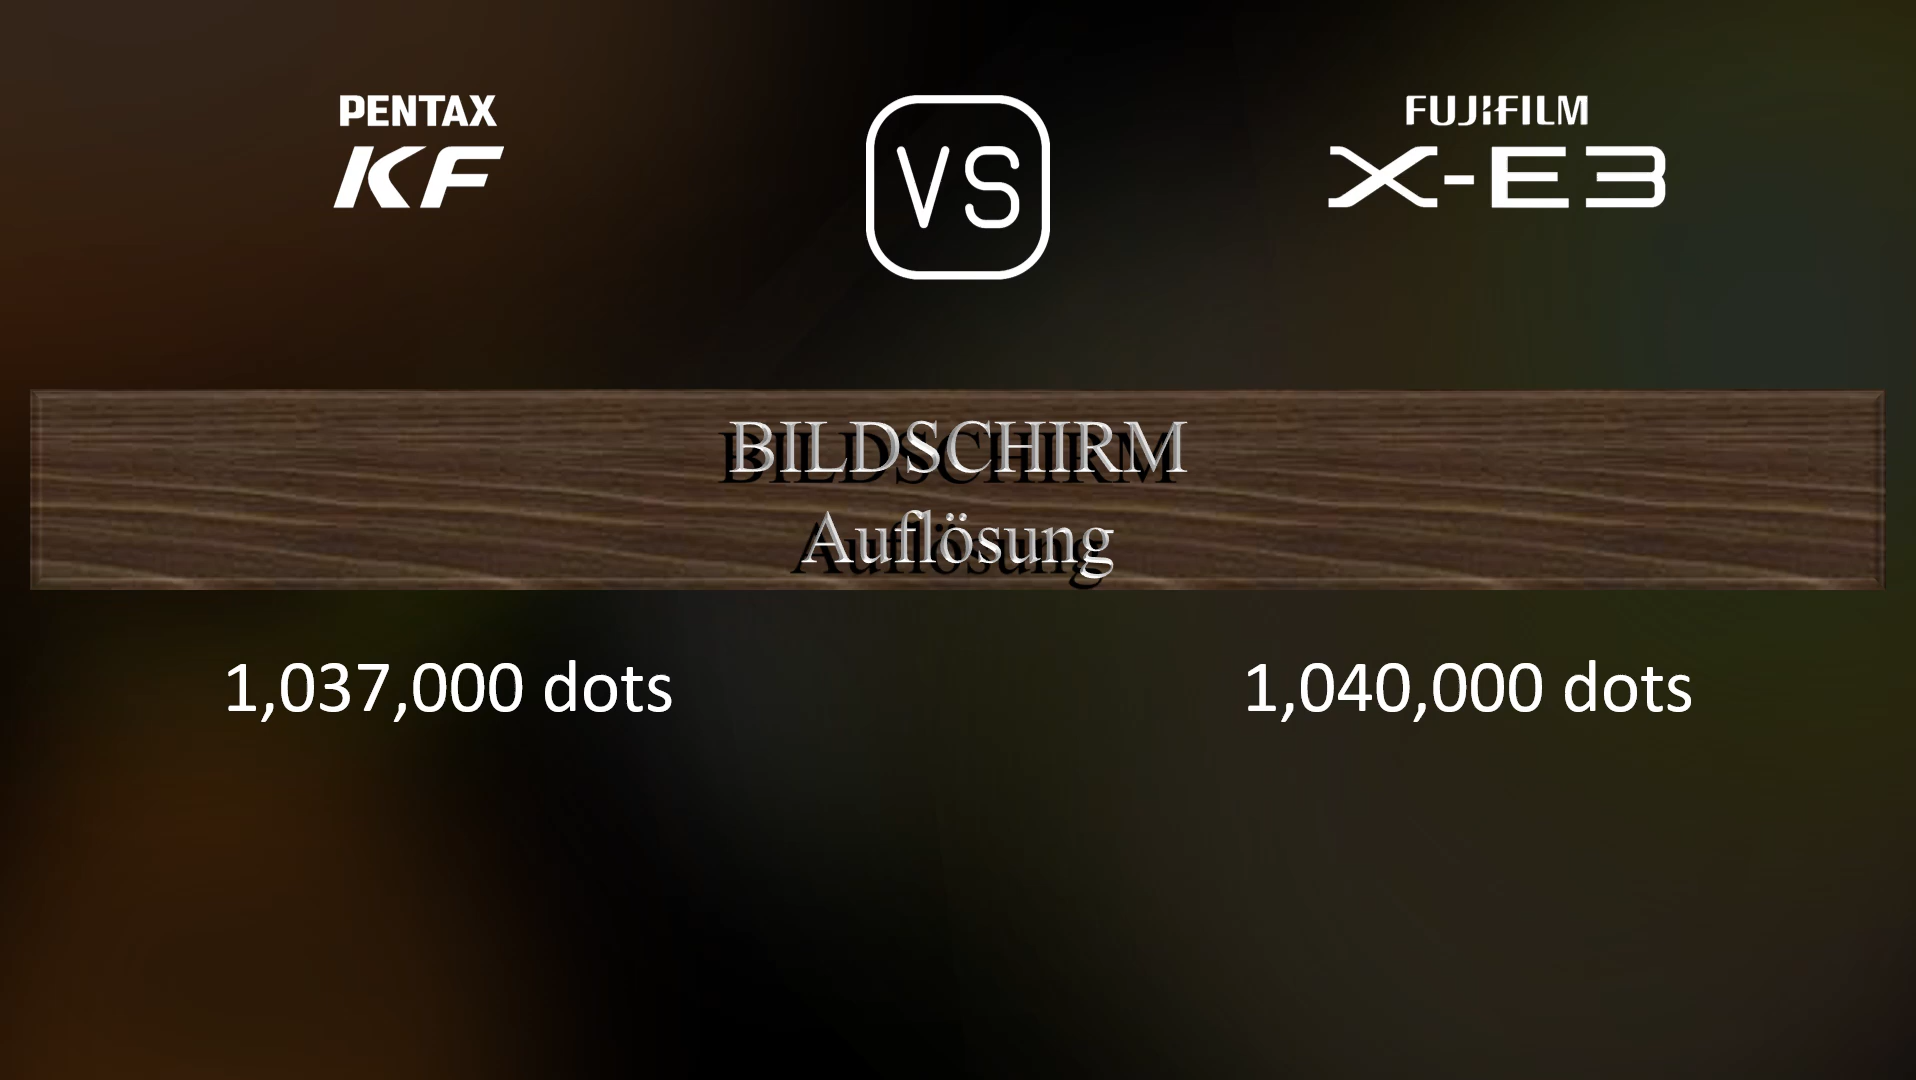 PENTAX
KF
VS
FUJIFILM
X-E3
BILDSCHIRM
Auflösung
1,037,000 dots
1,040,000 dots